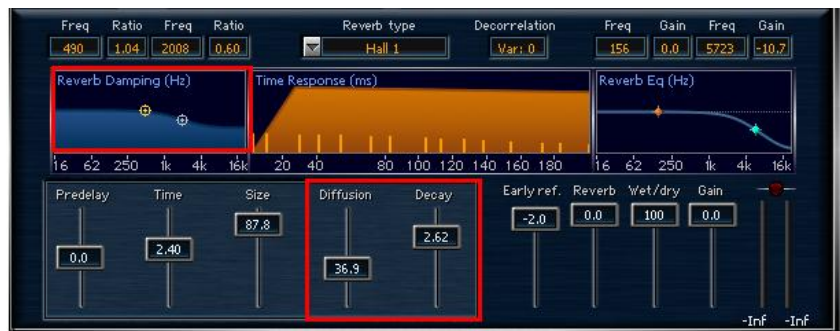 Freq Ratio Freq Ratio Reverb type Decorrelation Freq Gain Freq Gain
490 1.04 2008 0.60 Hall 1 Var: 0 156 0.0 5723 -10.7
Reverb Damping (Hz) Time Response (ms) Reverb Eq (Hz)
16 62 250 1k 4k 16k 20 40 80 100 120 140 160 180 16 62 250 1k 4k 16k
Predelay Time Size Diffusion Decay Early ref. Reverb Wet/dry Gain
0.0 2.40 87.8 36.9 2.62 -2.0 0.0 100 0.0
-Inf -Inf